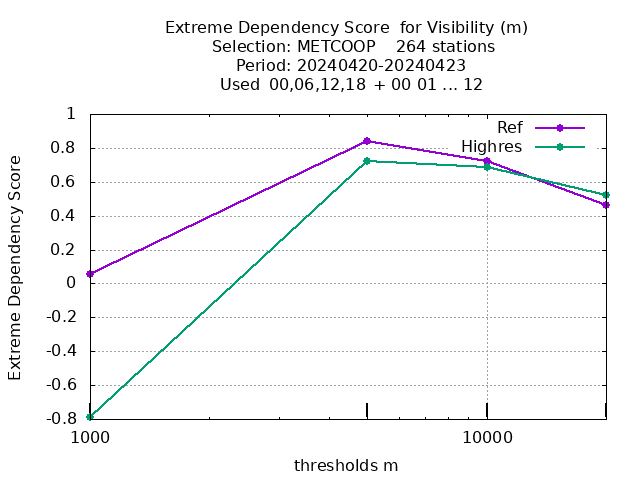 Extreme Dependency Score  for Visibility (m)
Selection: METCOOP    264 stations
Period: 20240420-20240423
Used  00,06,12,18  + 00 01 ... 12
Extreme Dependency Score
1
0.8
0.6
0.4
0.2
0
-0.2
-0.4
-0.6
-0.8
Ref
Highres
1000
10000
thresholds m